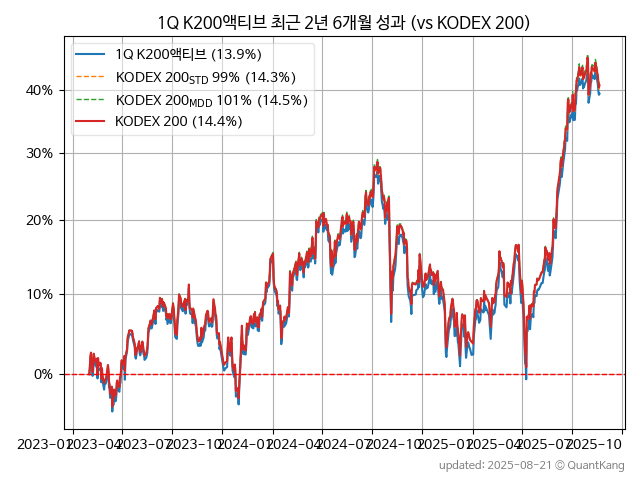 1Q K200액티브 최근 2년 6개월 성과 (vs KODEX 200)
1Q K200액티브 (13.9%)
KODEX 200STD 99% (14.3%)
KODEX 200MDD 101% (14.5%)
KODEX 200 (14.4%)
40%
30%
20%
10%
0%
2023-01 2023-04 2023-07 2023-10 2024-01 2024-04 2024-07 2024-10 2025-01 2025-04 2025-07 2025-10
updated: 2025-08-21 © QuantKang